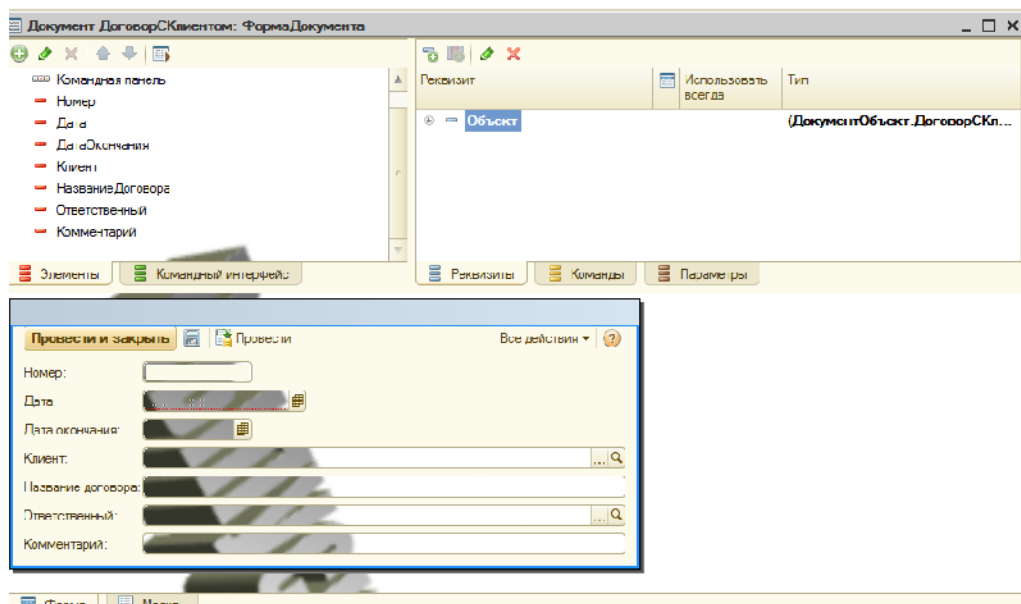 Документ ДоговорСКлиентом: ФормаДокумента
Командная панель
Номер
Дата
ДатаОкончания
Клиент
НазваниеДоговора
Ответственный
Комментарий
Элементы Командный интерфейс
Реквизит Использовать всегда Тип
Объект (ДокументОбъект.ДоговорСКл...
Реквизиты Команды Параметры
Провести и закрыть Провести Все действия
Номер:
Дата
Дата окончания:
Клиент:
Название договора:
Ответственный:
Комментарий:
Форма